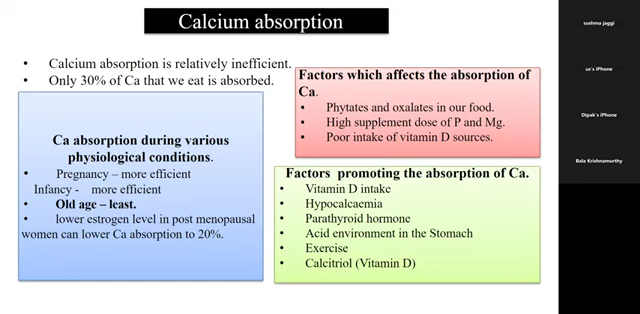 Calcium absorption
• Calcium absorption is relatively inefficient.
• Only 30% of Ca that we eat is absorbed.
Ca absorption during various
physiological conditions.
• Pregnancy – more efficient
Infancy - more efficient
• Old age – least.
• lower estrogen level in post menopausal
women can lower Ca absorption to 20%.
Factors which affects the absorption of
Ca.
▪ Phytates and oxalates in our food.
▪ High supplement dose of P and Mg.
▪ Poor intake of vitamin D sources.
Factors promoting the absorption of Ca.
• Vitamin D intake
• Hypocalcaemia
• Parathyroid hormone
• Acid environment in the Stomach
• Exercise
• Calcitriol (Vitamin D)
sushma jaggi
us's iPhone
Dipak's iPhone
Bala Krishnamurthy